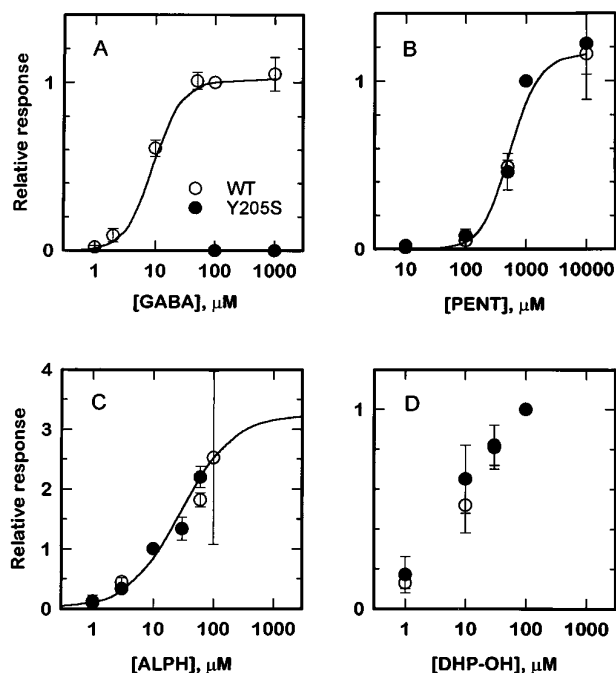 A
Relative response
1
0
WT
Y205S
1 10 100 1000
[GABA], μM
B
1
0
10 100 1000 10000
[PENT], μM
C
Relative response
4
3
2
1
0
1 10 100 1000
[ALPH], μM
D
1
0
1 10 100 1000
[DHP-OH], μM